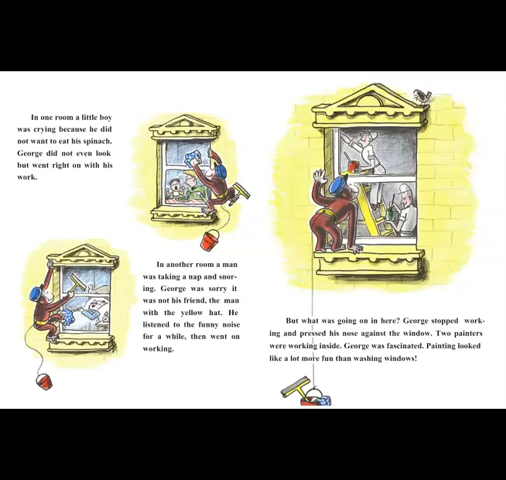 In one room a little boy
was crying because he did
not want to eat his spinach.
George did not even look
but went right on with his
work.
In another room a man
was taking a nap and snor-
ing. George was sorry it
was not his friend, the man
with the yellow hat. He
listened to the funny noise
for a while, then went on
working.
But what was going on in here? George stopped work-
ing and pressed his nose against the window. Two painters
were working inside. George was fascinated. Painting looked
like a lot more fun than washing windows!